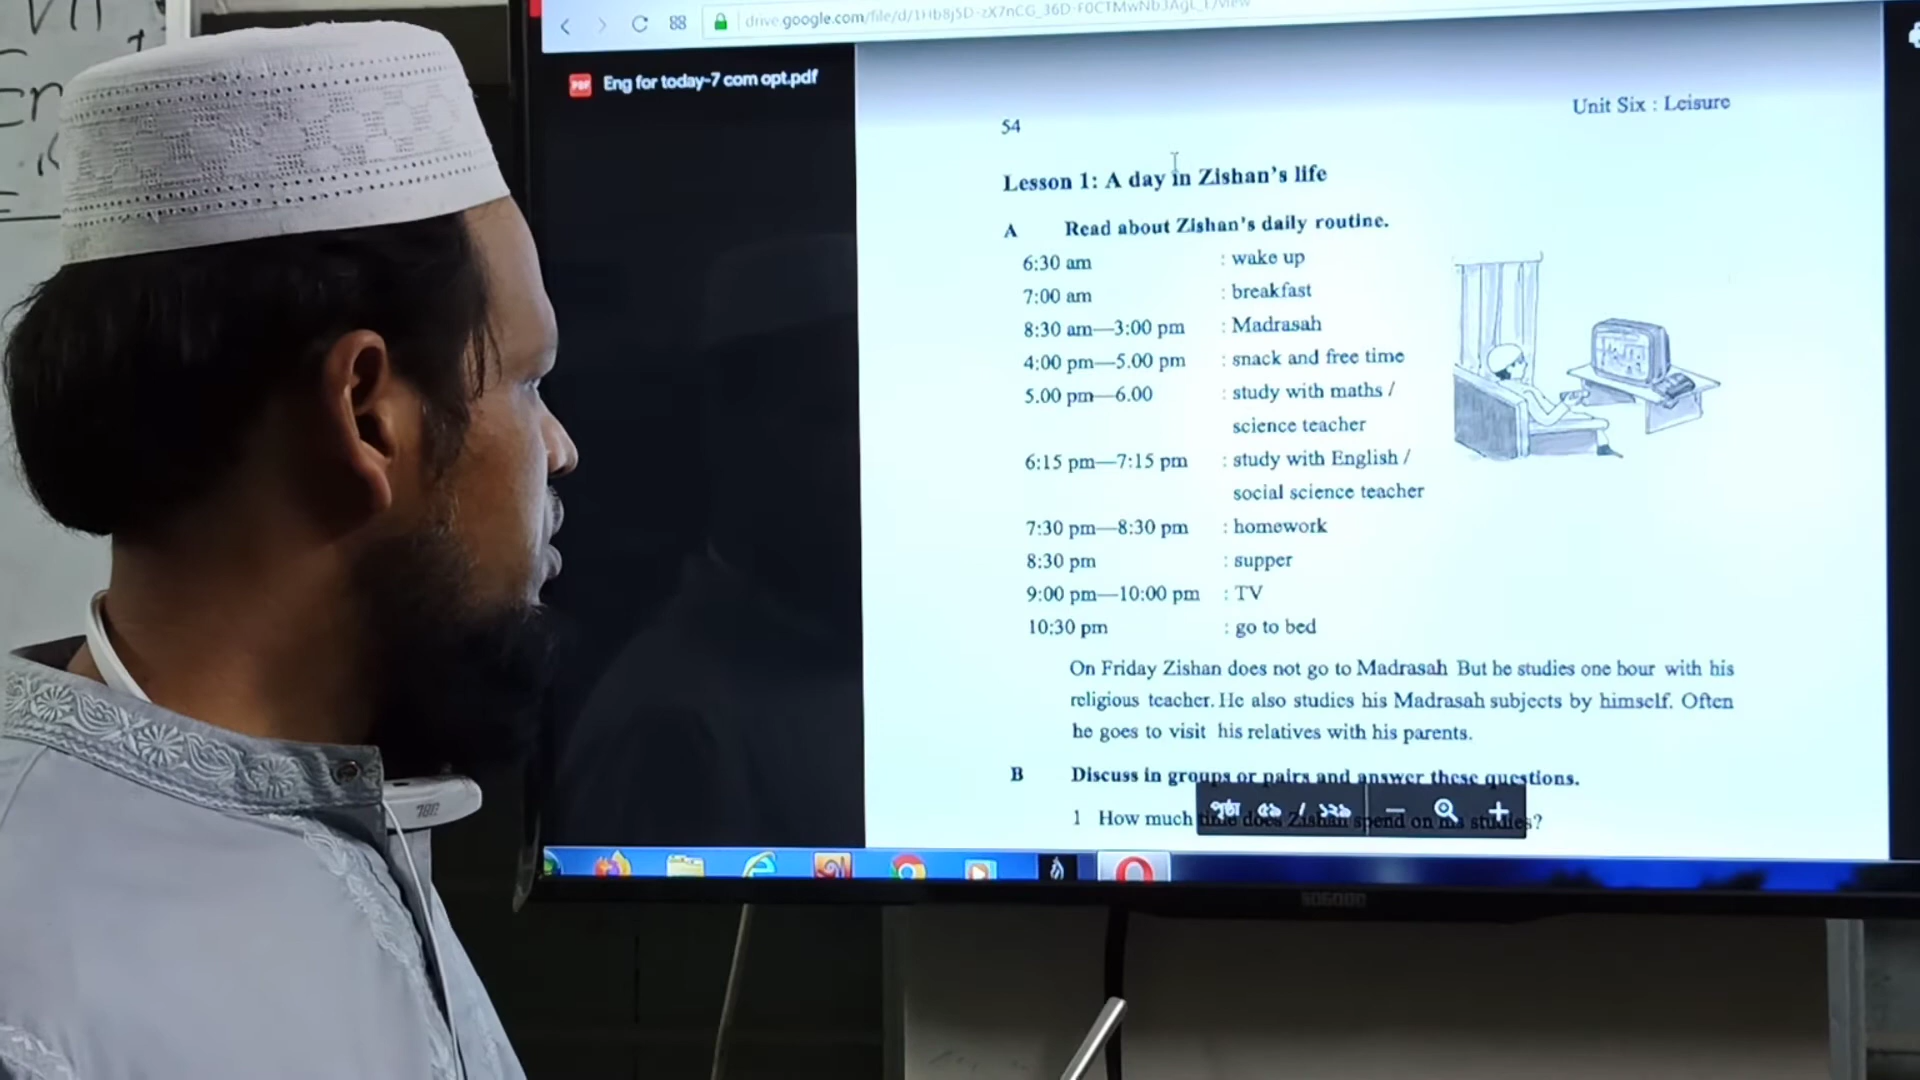 Eng for today-7 com opt.pdf
54
Unit Six : Leisure
Lesson 1: A day in Zishan's life
A Read about Zishan's daily routine.
6:30 am : wake up
7:00 am : breakfast
8:30 am—3:00 pm : Madrasah
4:00 pm—5.00 pm : snack and free time
5.00 pm—6.00 : study with maths /
science teacher
6:15 pm—7:15 pm : study with English /
social science teacher
7:30 pm—8:30 pm : homework
8:30 pm : supper
9:00 pm—10:00 pm : TV
10:30 pm : go to bed
On Friday Zishan does not go to Madrasah But he studies one hour with his
religious teacher. He also studies his Madrasah subjects by himself. Often
he goes to visit his relatives with his parents.
B Discuss in groups or pairs and answer these questions.
1 How much time does Zishan spend on his studies?